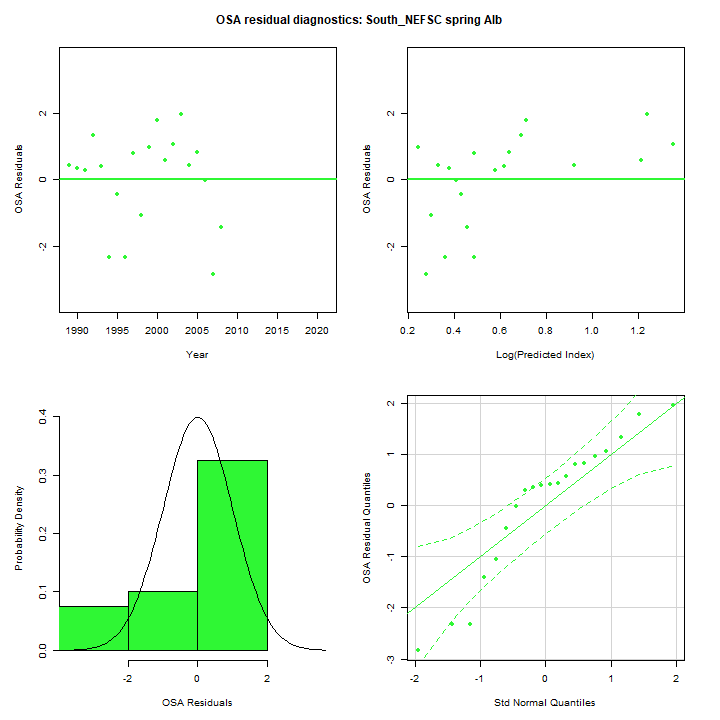 OSA residual diagnostics: South_NEFSC spring Alb
OSA Residuals
2
0
-2
1990 1995 2000 2005 2010 2015 2020
Year
OSA Residuals
2
0
-2
0.2 0.4 0.6 0.8 1.0 1.2
Log(Predicted Index)
Probability Density
0.4
0.3
0.2
0.1
0.0
-2 0 2
OSA Residuals
OSA Residual Quantiles
2
1
0
-1
-2
-3
-2 -1 0 1 2
Std Normal Quantiles